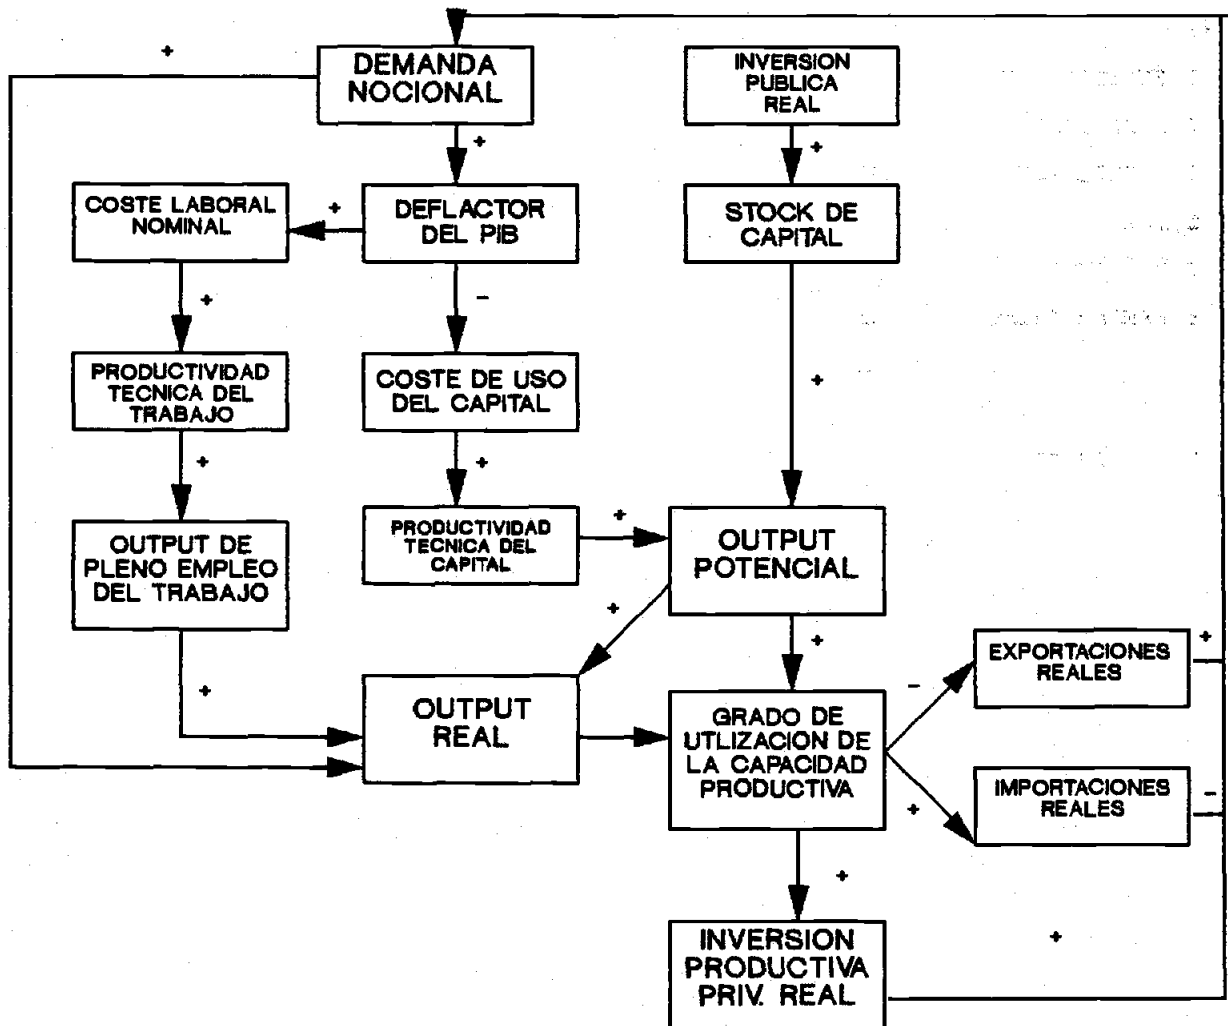 +
DEMANDA
NOCIONAL
INVERSION
PUBLICA
REAL
+
+
COSTE LABORAL
NOMINAL
+
DEFLACTOR
DEL PIB
STOCK DE
CAPITAL
+
-
PRODUCTIVIDAD
TECNICA DEL
TRABAJO
COSTE DE USO
DEL CAPITAL
+
+
+
OUTPUT DE
PLENO EMPLEO
DEL TRABAJO
PRODUCTIVIDAD
TECNICA DEL
CAPITAL
+
OUTPUT
POTENCIAL
+
+
EXPORTACIONES
REALES
+
+
OUTPUT
REAL
GRADO DE
UTLIZACION DE
LA CAPACIDAD
PRODUCTIVA
-
+
IMPORTACIONES
REALES
-
+
INVERSION
PRODUCTIVA
PRIV. REAL
+